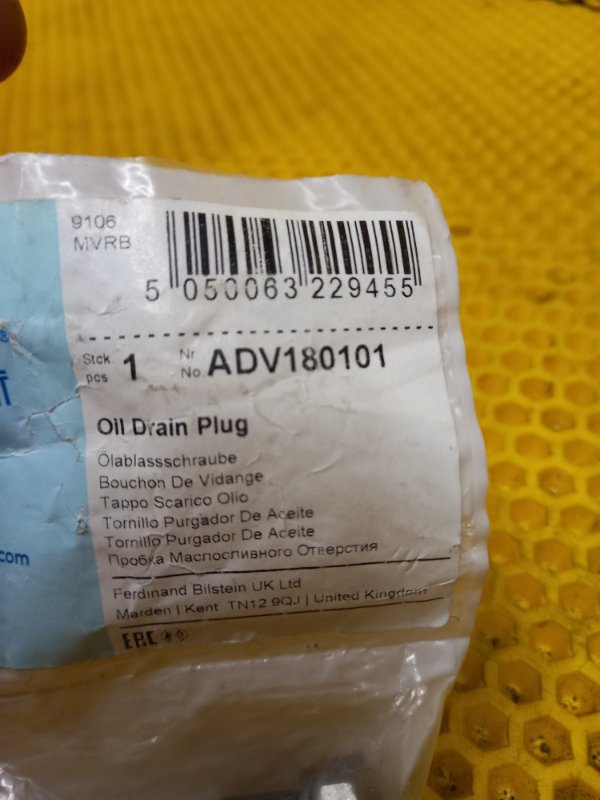 9106
MVRB
5 050063 229455
Stck
pcs 1 Nr
No. ADV180101
Oil Drain Plug
Ölablassschraube
Bouchon De Vidange
Tappo Scarico Olio
Tornillo Purgador De Aceite
Tornillo Purgador De Aceite
Пробка Маслосливного Отверстия
.com
Ferdinand Bilstein UK Ltd
Marden | Kent TN12 9QJ | United Kingdom
EAC